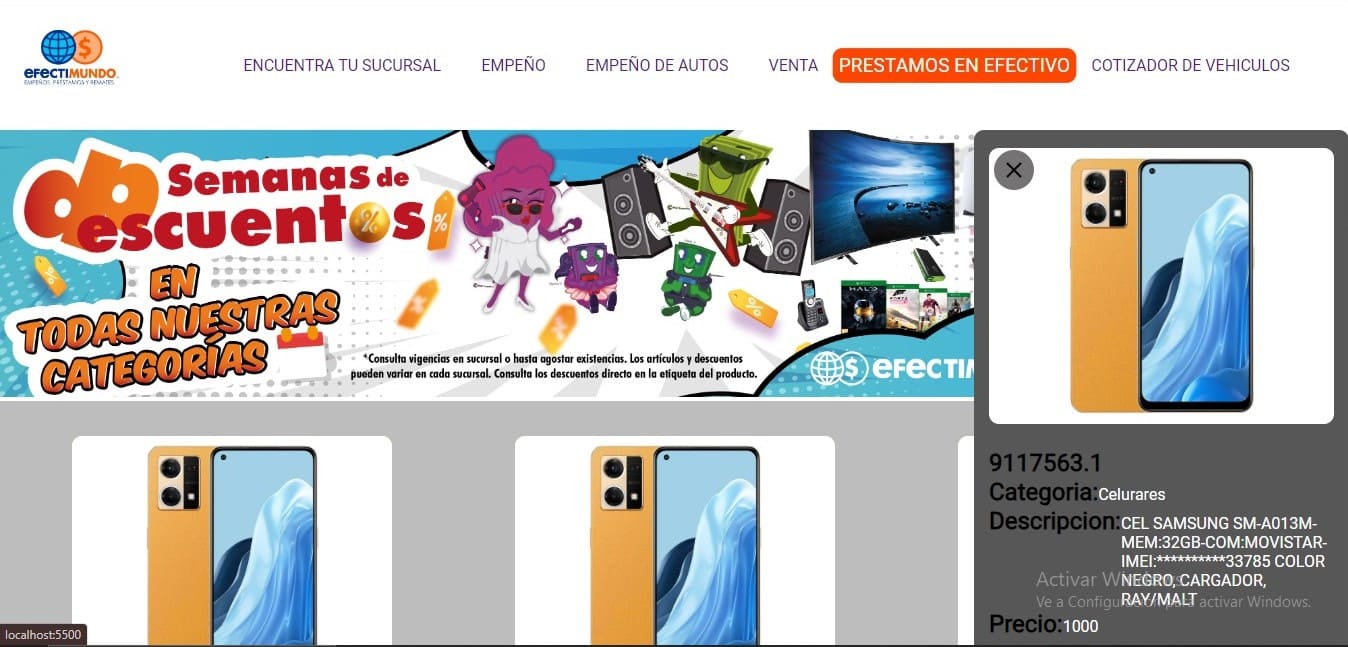 EFECTIMUNDO
EMPEÑOS, PRESTAMOS Y REMATES
ENCUENTRA TU SUCURSAL
EMPEÑO
EMPEÑO DE AUTOS
VENTA
PRESTAMOS EN EFECTIVO
COTIZADOR DE VEHICULOS
Semanas de
descuentos
EN
TODAS NUESTRAS
CATEGORÍAS
HALO
*Consulta vigencias en sucursal o hasta agostar existencias. Los artículos y descuentos
pueden variar en cada sucursal. Consulta los descuentos directo en la etiqueta del producto.
9117563.1
Categoria:Celurares
Descripcion:CEL SAMSUNG SM-A013M-
MEM:32GB-COM:MOVISTAR-
IMEI:**********33785 COLOR
NEGRO, CARGADOR,
RAY/MALT
Activar Windows
Ve a Configuración para activar Windows.
Precio:1000
localhost:5500